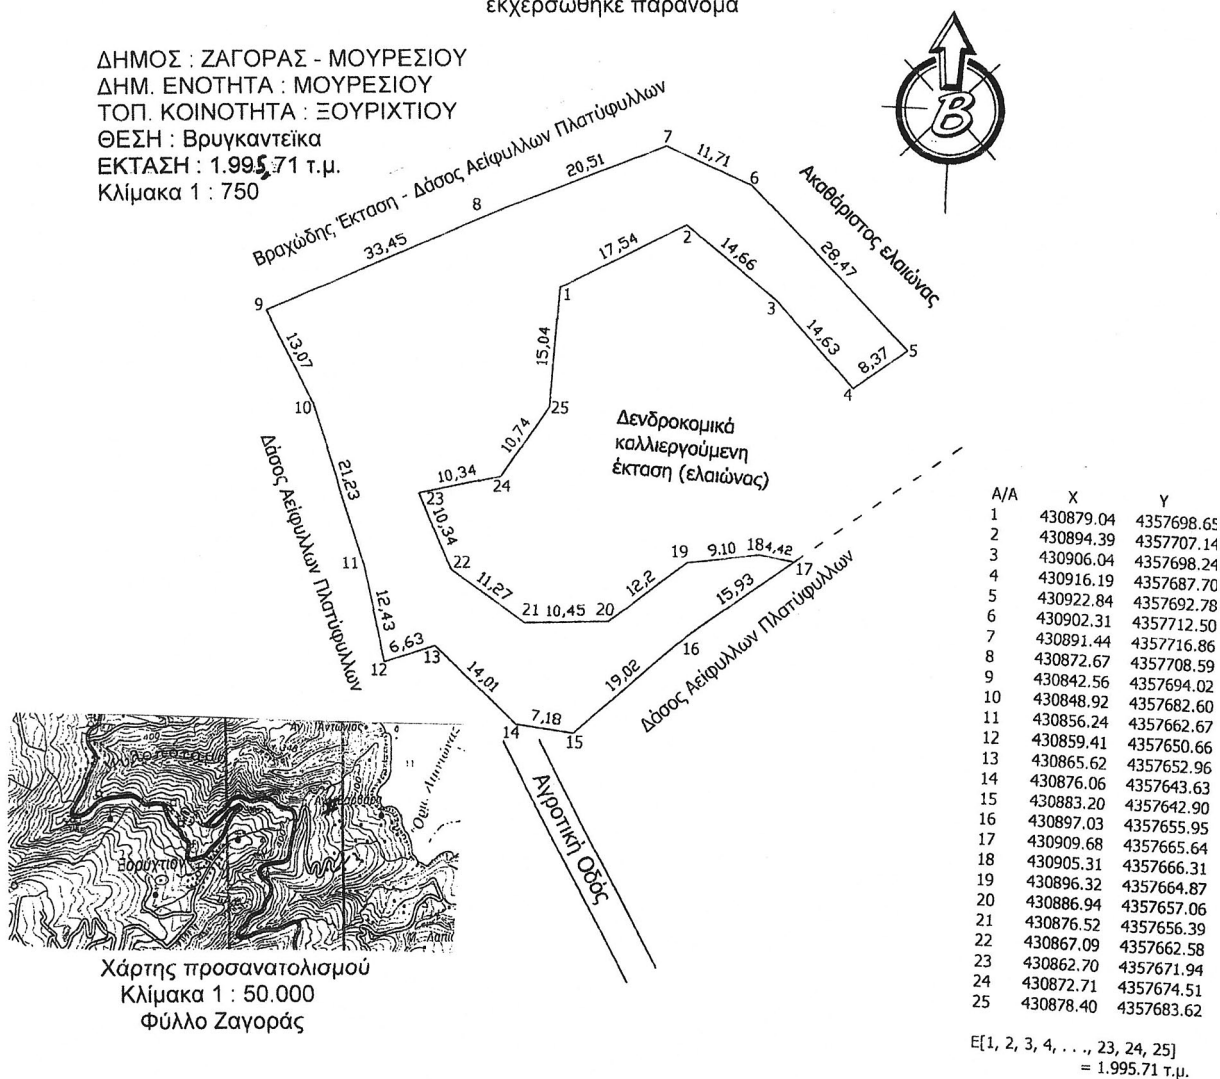 εκχερσώθηκε παράνομα
ΔΗΜΟΣ : ΖΑΓΟΡΑΣ - ΜΟΥΡΕΣΙΟΥ
ΔΗΜ. ΕΝΟΤΗΤΑ : ΜΟΥΡΕΣΙΟΥ
ΤΟΠ. ΚΟΙΝΟΤΗΤΑ : ΞΟΥΡΙΧΤΙΟΥ
ΘΕΣΗ : Βρυγκαντεϊκα
ΕΚΤΑΣΗ : 1.995,71 τ.μ.
Κλίμακα 1 : 750
Β
Βραχώδης Έκταση - Δάσος Αείφυλλων Πλατύφυλλων
Ακαθάριστος ελαιώνας
7
11,71
6
20,51
8
33,45
9
28,47
5
8,37
4
17,54
2
14,66
3
14,63
1
15,04
25
13,07
10
10,74
10,34
24
23
10,34
22
Δενδροκομικά
καλλιεργούμενη
έκταση (ελαιώνας)
Δάσος Αείφυλλων Πλατύφυλλων
21,23
11
12,43
12
6,63
13
11,27
21 10,45 20
12,2
19 9.10 18 4,42
17
15,93
16
19,02
14,01
14
7,18
15
Δάσος Αείφυλλων Πλατύφυλλων
Αγροτική Οδός
Χάρτης προσανατολισμού
Κλίμακα 1 : 50.000
Φύλλο Ζαγοράς
Α/Α X Y
1 430879.04 4357698.65
2 430894.39 4357707.14
3 430906.04 4357698.24
4 430916.19 4357687.70
5 430922.84 4357692.78
6 430902.31 4357712.50
7 430891.44 4357716.86
8 430872.67 4357708.59
9 430842.56 4357694.02
10 430848.92 4357682.60
11 430856.24 4357662.67
12 430859.41 4357650.66
13 430865.62 4357652.96
14 430876.06 4357643.63
15 430883.20 4357642.90
16 430897.03 4357655.95
17 430909.68 4357665.64
18 430905.31 4357666.31
19 430896.32 4357664.87
20 430886.94 4357657.06
21 430876.52 4357656.39
22 430867.09 4357662.58
23 430862.70 4357671.94
24 430872.71 4357674.51
25 430878.40 4357683.62
E[1, 2, 3, 4, . . ., 23, 24, 25]
= 1.995.71 τ.μ.